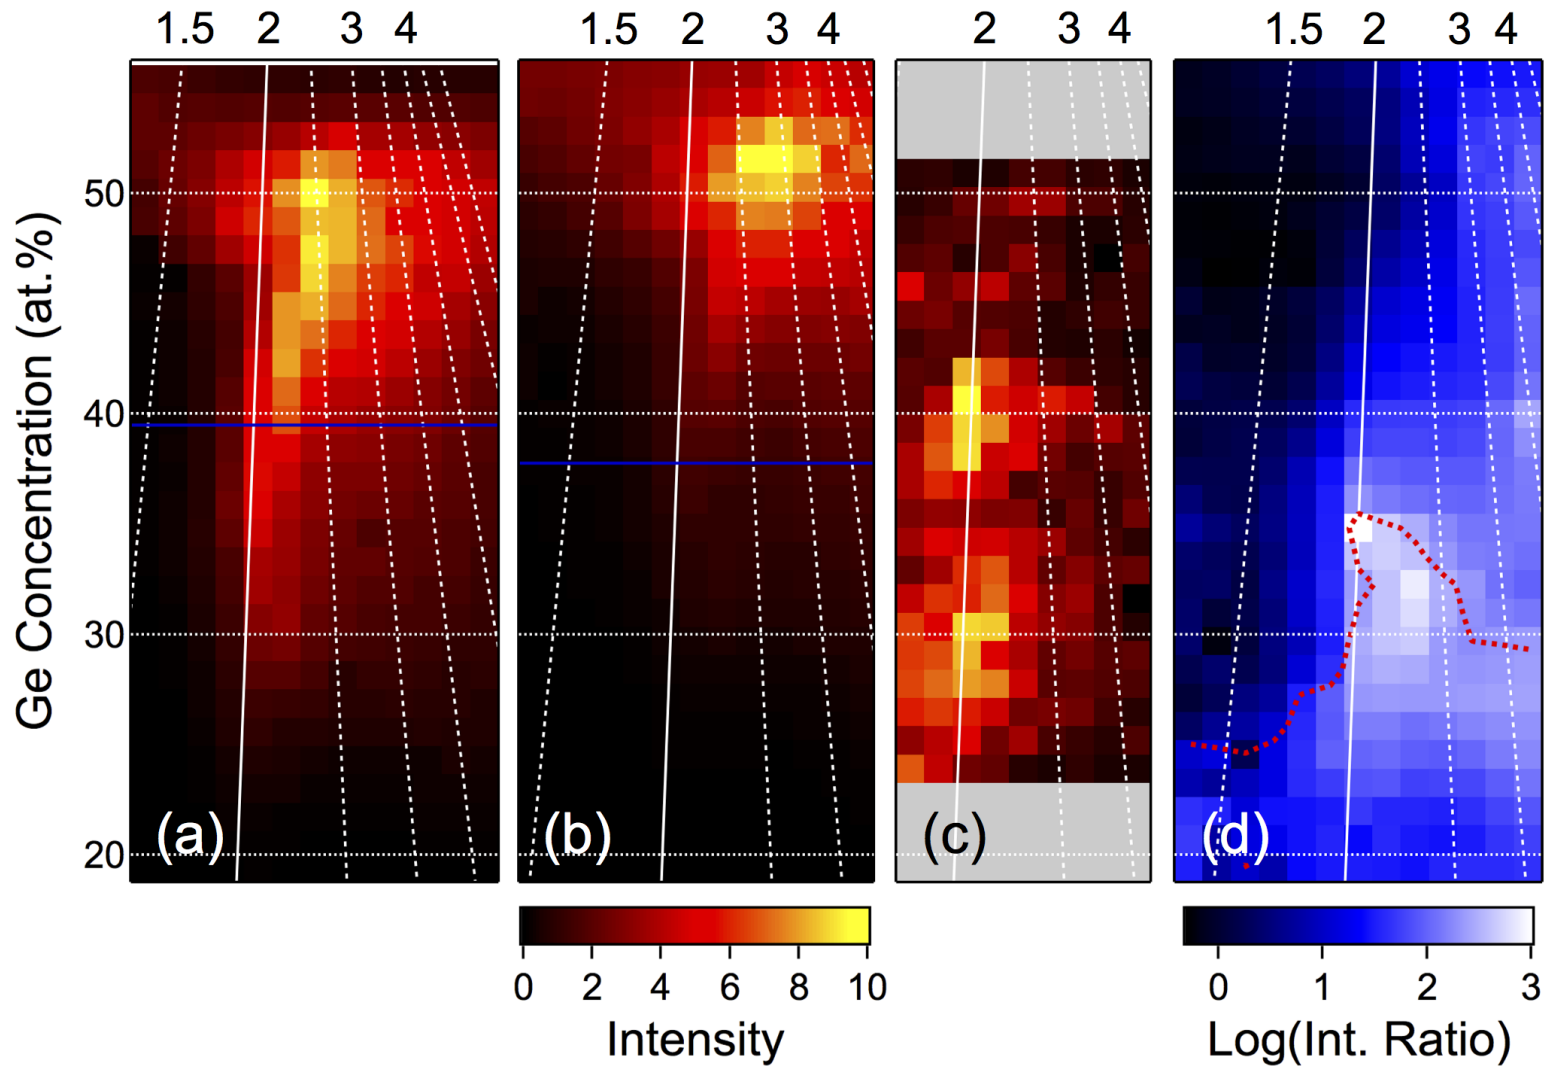 1.5 2 3 4 1.5 2 3 4 2 3 4 1.5 2 3 4
Ge Concentration (at.%)
50
40
30
20
(a) (b) (c) (d)
0 2 4 6 8 10 0 1 2 3
Intensity Log(Int. Ratio)